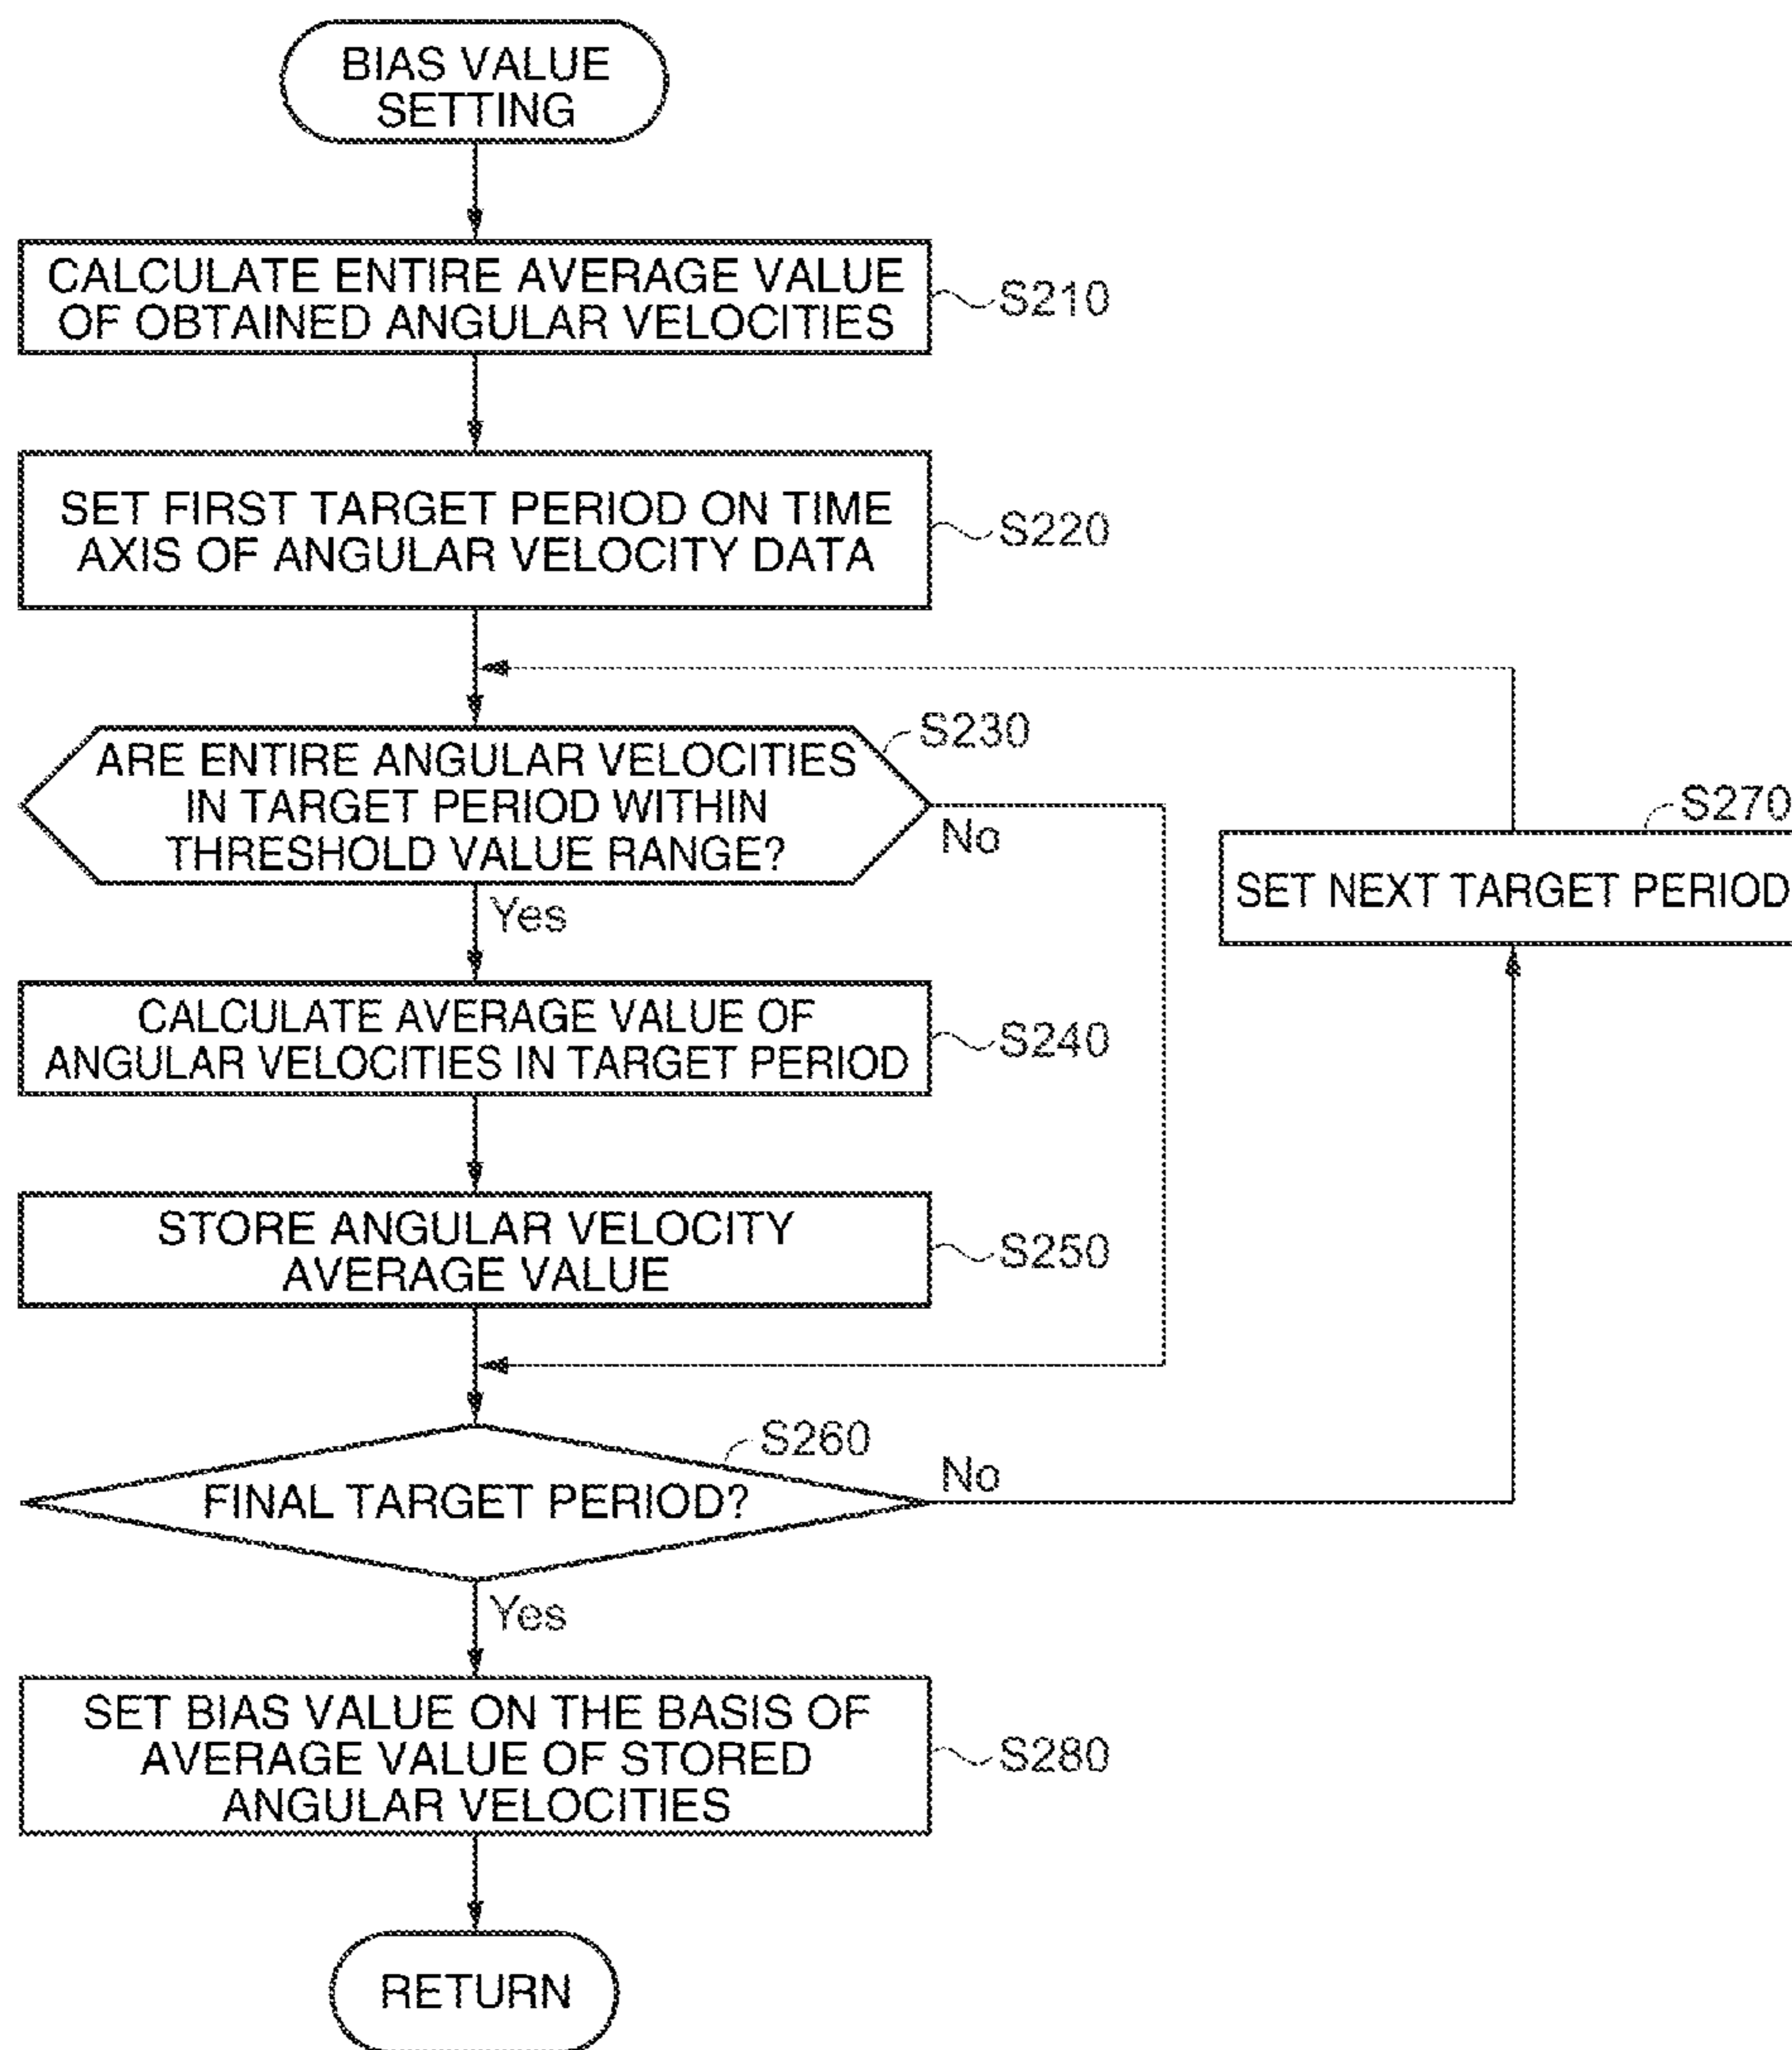 BIAS VALUE
SETTING
CALCULATE ENTIRE AVERAGE VALUE
OF OBTAINED ANGULAR VELOCITIES
S210
SET FIRST TARGET PERIOD ON TIME
AXIS OF ANGULAR VELOCITY DATA
S220
S230
ARE ENTIRE ANGULAR VELOCITIES
IN TARGET PERIOD WITHIN
THRESHOLD VALUE RANGE?
No
Yes
S270
SET NEXT TARGET PERIOD
CALCULATE AVERAGE VALUE OF
ANGULAR VELOCITIES IN TARGET PERIOD
S240
STORE ANGULAR VELOCITY
AVERAGE VALUE
S250
S260
FINAL TARGET PERIOD?
No
Yes
SET BIAS VALUE ON THE BASIS OF
AVERAGE VALUE OF STORED
ANGULAR VELOCITIES
S280
RETURN